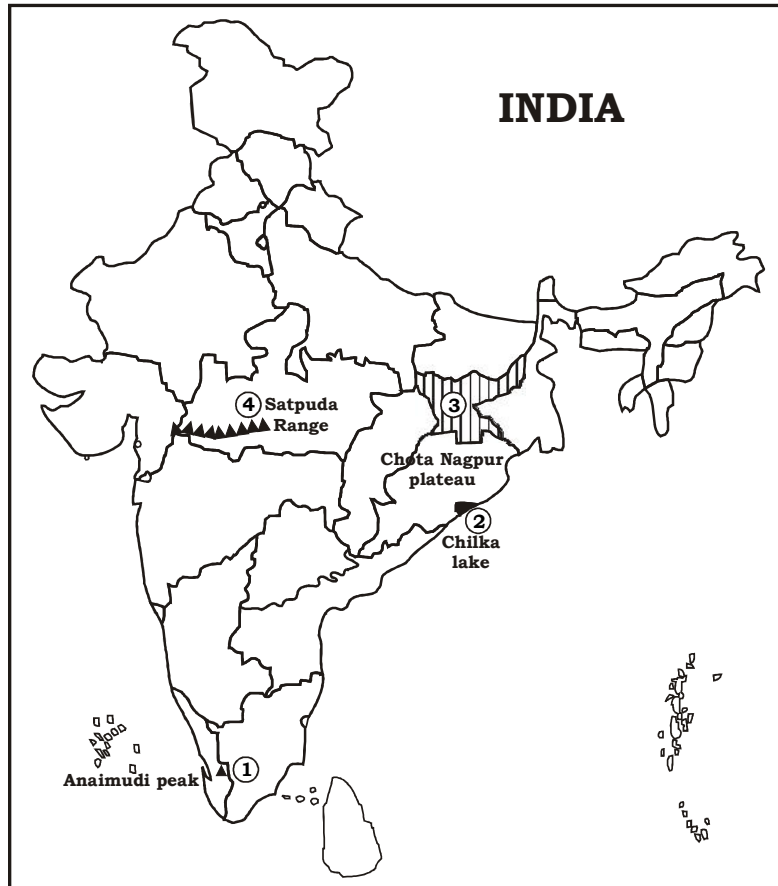 INDIA
④ Satpuda
Range
③
Chota Nagpur
plateau
②
Chilka
lake
Anaimudi peak ①